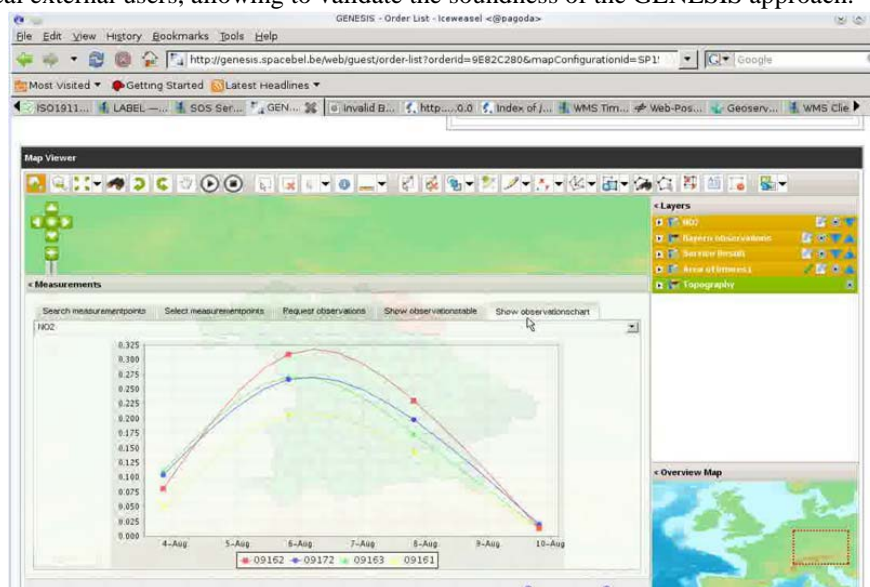 cal external users, allowing to validate the soundness of the GENESIS approach.
GENESIS - Order List - Iceweasel <@pagoda>
File Edit View History Bookmarks Tools Help
http://genesis.spacebel.be/web/guest/order-list?orderid=9E82C280&mapConfigurationId=SP1! Google
Most Visited Getting Started Latest Headlines
ISO1911... LABEL —... SOS Ser... GEN... Invalid B... http:....0.0 Index of /... WMS Tim... Web-Pos... Geoserv... WMS Clie
Map Viewer
< Layers
NO2
Bayern observations
Service Results
Area of Interest
Topography
< Measurements
Search measurementpoints Select measurementpoints Request observations Show observationstable Show observationschart
NO2
0.325
0.300
0.275
0.250
0.225
0.200
0.175
0.150
0.125
0.100
0.075
0.050
0.025
0.000
4-Aug 5-Aug 6-Aug 7-Aug 8-Aug 9-Aug 10-Aug
09162 09172 09163 09161
< Overview Map